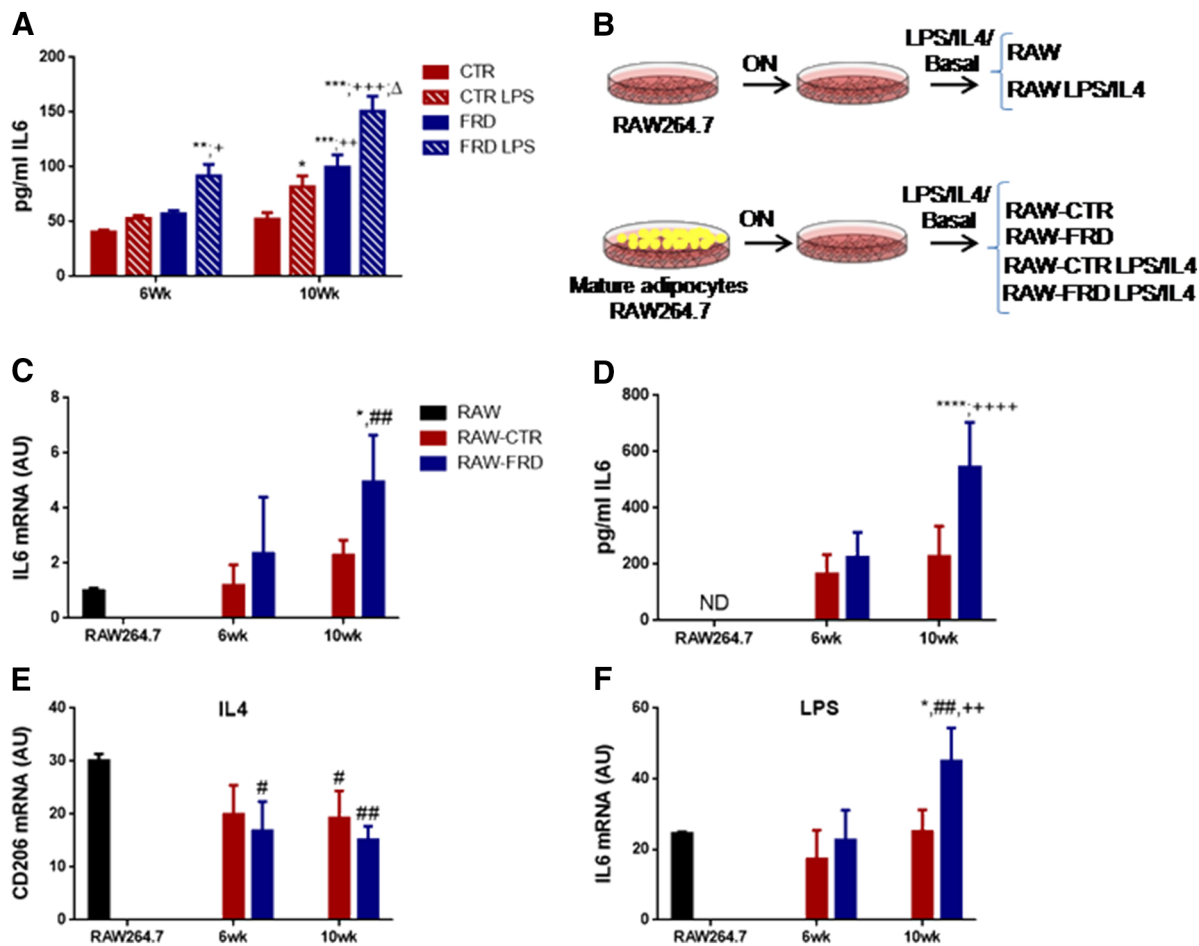 A
200
150
100
50
0
pg/ml IL6
**;+
*
***;++
***;+++;Δ
6Wk
10Wk
CTR
CTR LPS
FRD
FRD LPS
B
RAW264.7
ON
LPS/IL4/
Basal
RAW
RAW LPS/IL4
Mature adipocytes
RAW264.7
ON
LPS/IL4/
Basal
RAW-CTR
RAW-FRD
RAW-CTR LPS/IL4
RAW-FRD LPS/IL4
C
8
6
4
2
0
IL6 mRNA (AU)
*,##
RAW264.7
6wk
10wk
RAW
RAW-CTR
RAW-FRD
D
800
600
400
200
0
pg/ml IL6
ND
****;++++
RAW264.7
6wk
10wk
E
IL4
40
30
20
10
0
CD206 mRNA (AU)
#
#
##
RAW264.7
6wk
10wk
F
LPS
60
40
20
0
IL6 mRNA (AU)
*,##,++
RAW264.7
6wk
10wk